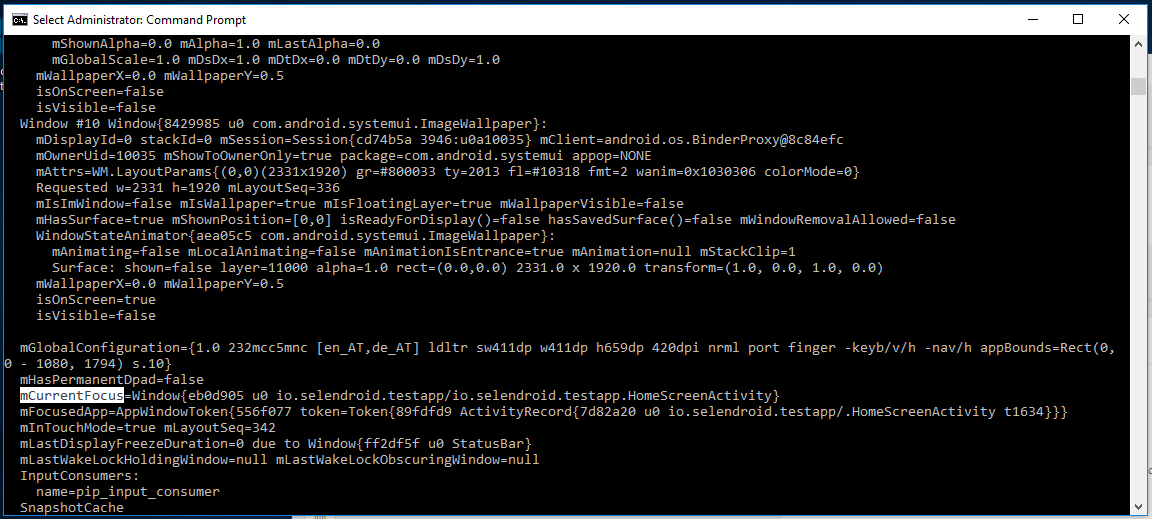 Select Administrator: Command Prompt
mShownAlpha=0.0 mAlpha=1.0 mLastAlpha=0.0
mGlobalScale=1.0 mDsDx=1.0 mDtDx=0.0 mDtDy=0.0 mDsDy=1.0
mWallpaperX=0.0 mWallpaperY=0.5
isOnScreen=false
isVisible=false
Window #10 Window{8429985 u0 com.android.systemui.ImageWallpaper}:
mDisplayId=0 stackId=0 mSession=Session{cd74b5a 3946:u0a10035} mClient=android.os.BinderProxy@8c84efc
mOwnerUid=10035 mShowToOwnerOnly=true package=com.android.systemui appop=NONE
mAttrs=WM.LayoutParams{(0,0)(2331x1920) gr=#800033 ty=2013 fl=#10318 fmt=2 wanim=0x1030306 colorMode=0}
Requested w=2331 h=1920 mLayoutSeq=336
mIsImWindow=false mIsWallpaper=true mIsFloatingLayer=true mWallpaperVisible=false
mHasSurface=true mShownPosition=[0,0] isReadyForDisplay()=false hasSavedSurface()=false mWindowRemovalAllowed=false
WindowStateAnimator{aea05c5 com.android.systemui.ImageWallpaper}:
mAnimating=false mLocalAnimating=false mAnimationIsEntrance=true mAnimation=null mStackClip=1
Surface: shown=false layer=11000 alpha=1.0 rect=(0.0,0.0) 2331.0 x 1920.0 transform=(1.0, 0.0, 1.0, 0.0)
mWallpaperX=0.0 mWallpaperY=0.5
isOnScreen=true
isVisible=false
mGlobalConfiguration={1.0 232mcc5mnc [en_AT,de_AT] ldltr sw411dp w411dp h659dp 420dpi nrml port finger -keyb/v/h -nav/h appBounds=Rect(0,
0 - 1080, 1794) s.10}
mHasPermanentDpad=false
mCurrentFocus=Window{eb0d905 u0 io.selendroid.testapp/io.selendroid.testapp.HomeScreenActivity}
mFocusedApp=AppWindowToken{556f077 token=Token{89fdfd9 ActivityRecord{7d82a20 u0 io.selendroid.testapp/.HomeScreenActivity t1634}}}
mInTouchMode=true mLayoutSeq=342
mLastDisplayFreezeDuration=0 due to Window{ff2df5f u0 StatusBar}
mLastWakeLockHoldingWindow=null mLastWakeLockObscuringWindow=null
InputConsumers:
name=pip_input_consumer
SnapshotCache